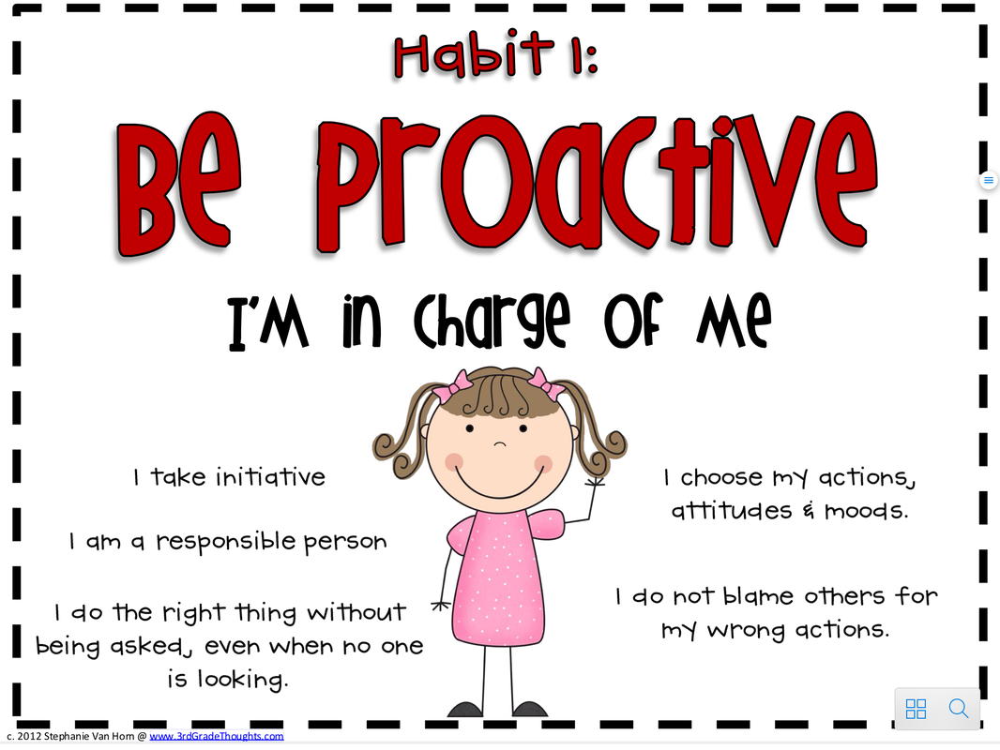 Habit 1:
Be Proactive
I'm in charge of me
I take initiative
I am a responsible person
I do the right thing without
being asked, even when no one
is looking.
I choose my actions,
attitudes & moods.
I do not blame others for
my wrong actions.
c. 2012 Stephanie Van Horn @ www.3rdGradeThoughts.com